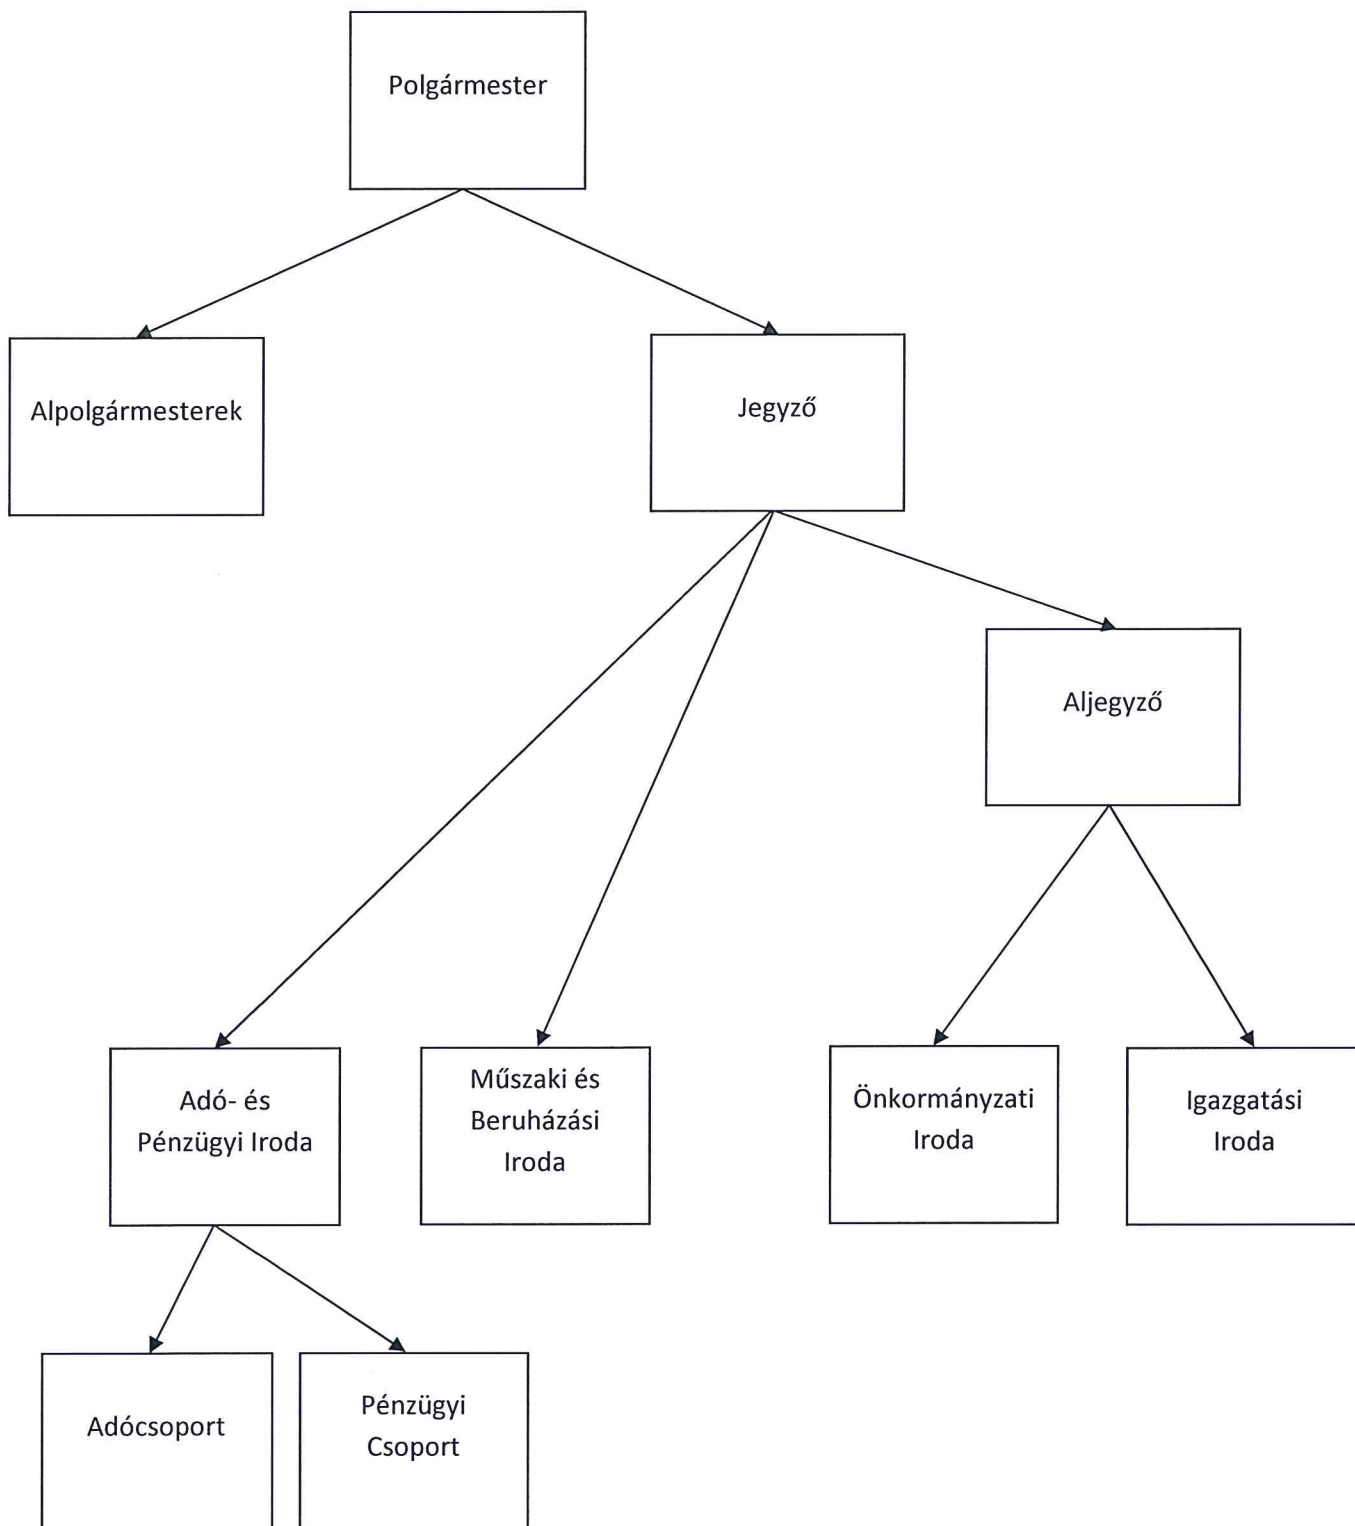 Polgármester
Alpolgármesterek
Jegyző
Aljegyző
Adó- és
Pénzügyi Iroda
Műszaki és
Beruházási
Iroda
Önkormányzati
Iroda
Igazgatási
Iroda
Adócsoport
Pénzügyi
Csoport